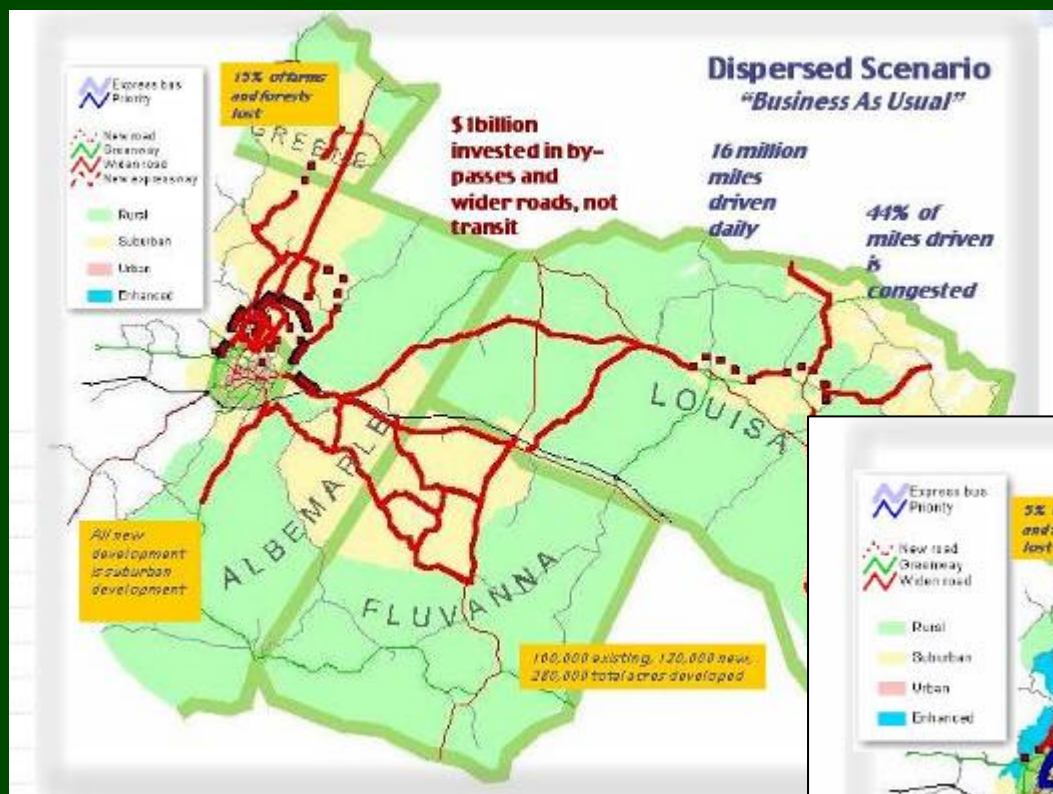 Dispersed Scenario
"Business As Usual"
Express bus
Priority
New road
Greenway
Widen road
New expressway
Rural
Suburban
Urban
Enhanced
15% of farms
and forests
lost
$1billion
invested in by-
passes and
wider roads, not
transit
16 million
miles
driven
daily
44% of
miles driven
is
congested
GREENE
LOUISA
ALBEMARLE
FLUVANNA
All new
development
is suburban
development
160,000 existing, 120,000 new,
280,000 total acres developed
Express bus
Priority
New road
Greenway
Widen road
Rural
Suburban
Urban
Enhanced
5%
and
lost